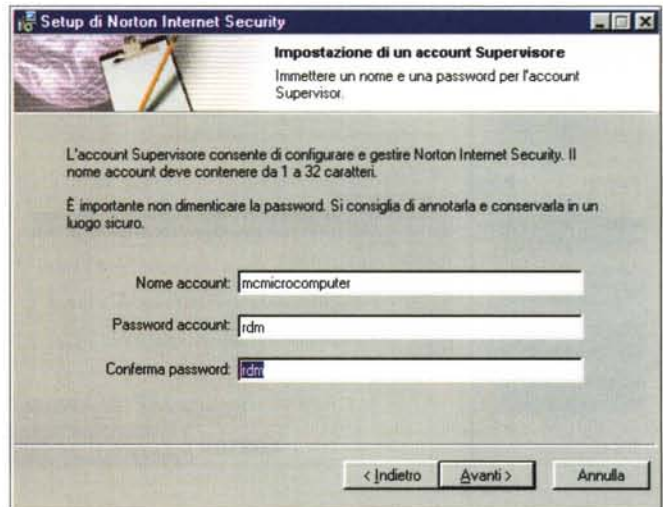 Setup di Norton Internet Security
Impostazione di un account Supervisore
Immettere un nome e una password per l'account
Supervisor.
L'account Supervisore consente di configurare e gestire Norton Internet Security. Il
nome account deve contenere da 1 a 32 caratteri.
È importante non dimenticare la password. Si consiglia di annotarla e conservarla in un
luogo sicuro.
Nome account: mcmicrocomputer
Password account: rdm
Conferma password: rdm
< Indietro
Avanti >
Annulla